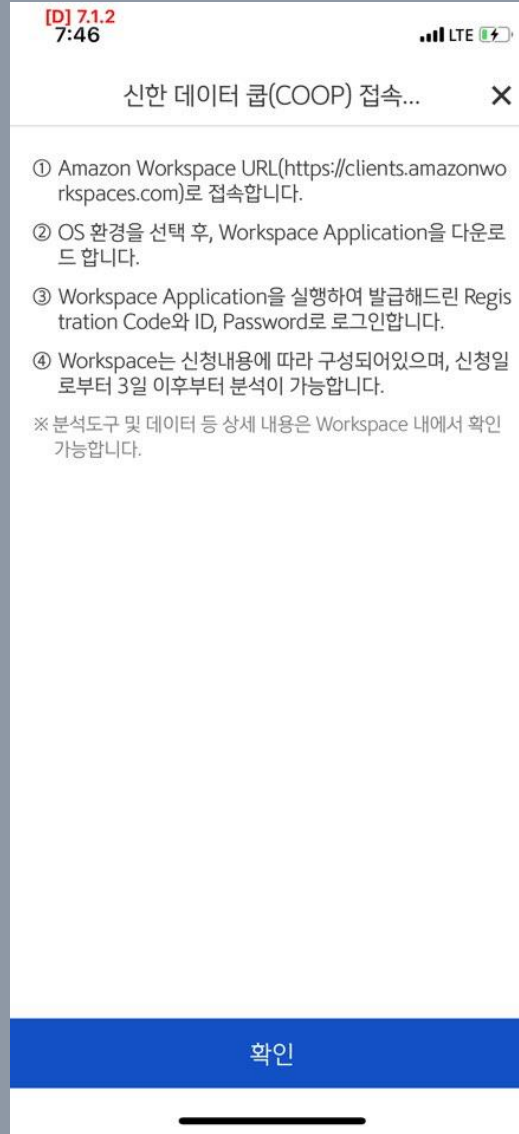 [D] 7.1.2
7:46
LTE
신한 데이터 쿱(COOP) 접속...
① Amazon Workspace URL(https://clients.amazonwo
rkspaces.com)로 접속합니다.
② OS 환경을 선택 후, Workspace Application을 다운로
드 합니다.
③ Workspace Application을 실행하여 발급해드린 Regis
tration Code와 ID, Password로 로그인합니다.
④ Workspace는 신청내용에 따라 구성되어있으며, 신청일
로부터 3일 이후부터 분석이 가능합니다.
※ 분석도구 및 데이터 등 상세 내용은 Workspace 내에서 확인
가능합니다.
확인